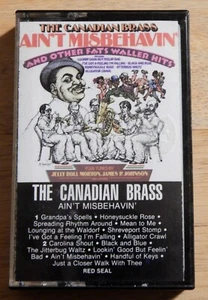 THE CANADIAN BRASS
AIN'T MISBEHAVIN'
AND OTHER FATS WALLER HITS
JELLY ROLL MORTON, JAMES P. JOHNSON
THE CANADIAN BRASS
AIN'T MISBEHAVIN'
1 Grandpa's Spells • Honeysuckle Rose •
Spreading Rhythm Around • Mean to Me •
Lounging at the Waldorf • Shreveport Stomp •
I've Got a Feeling I'm Falling • Alligator Crawl
2 Carolina Shout • Black and Blue •
The Jitterbug Waltz • Lookin' Good But Feelin'
Bad • Ain't Misbehavin' • Handful of Keys •
Just a Closer Walk With Thee
RED SEAL